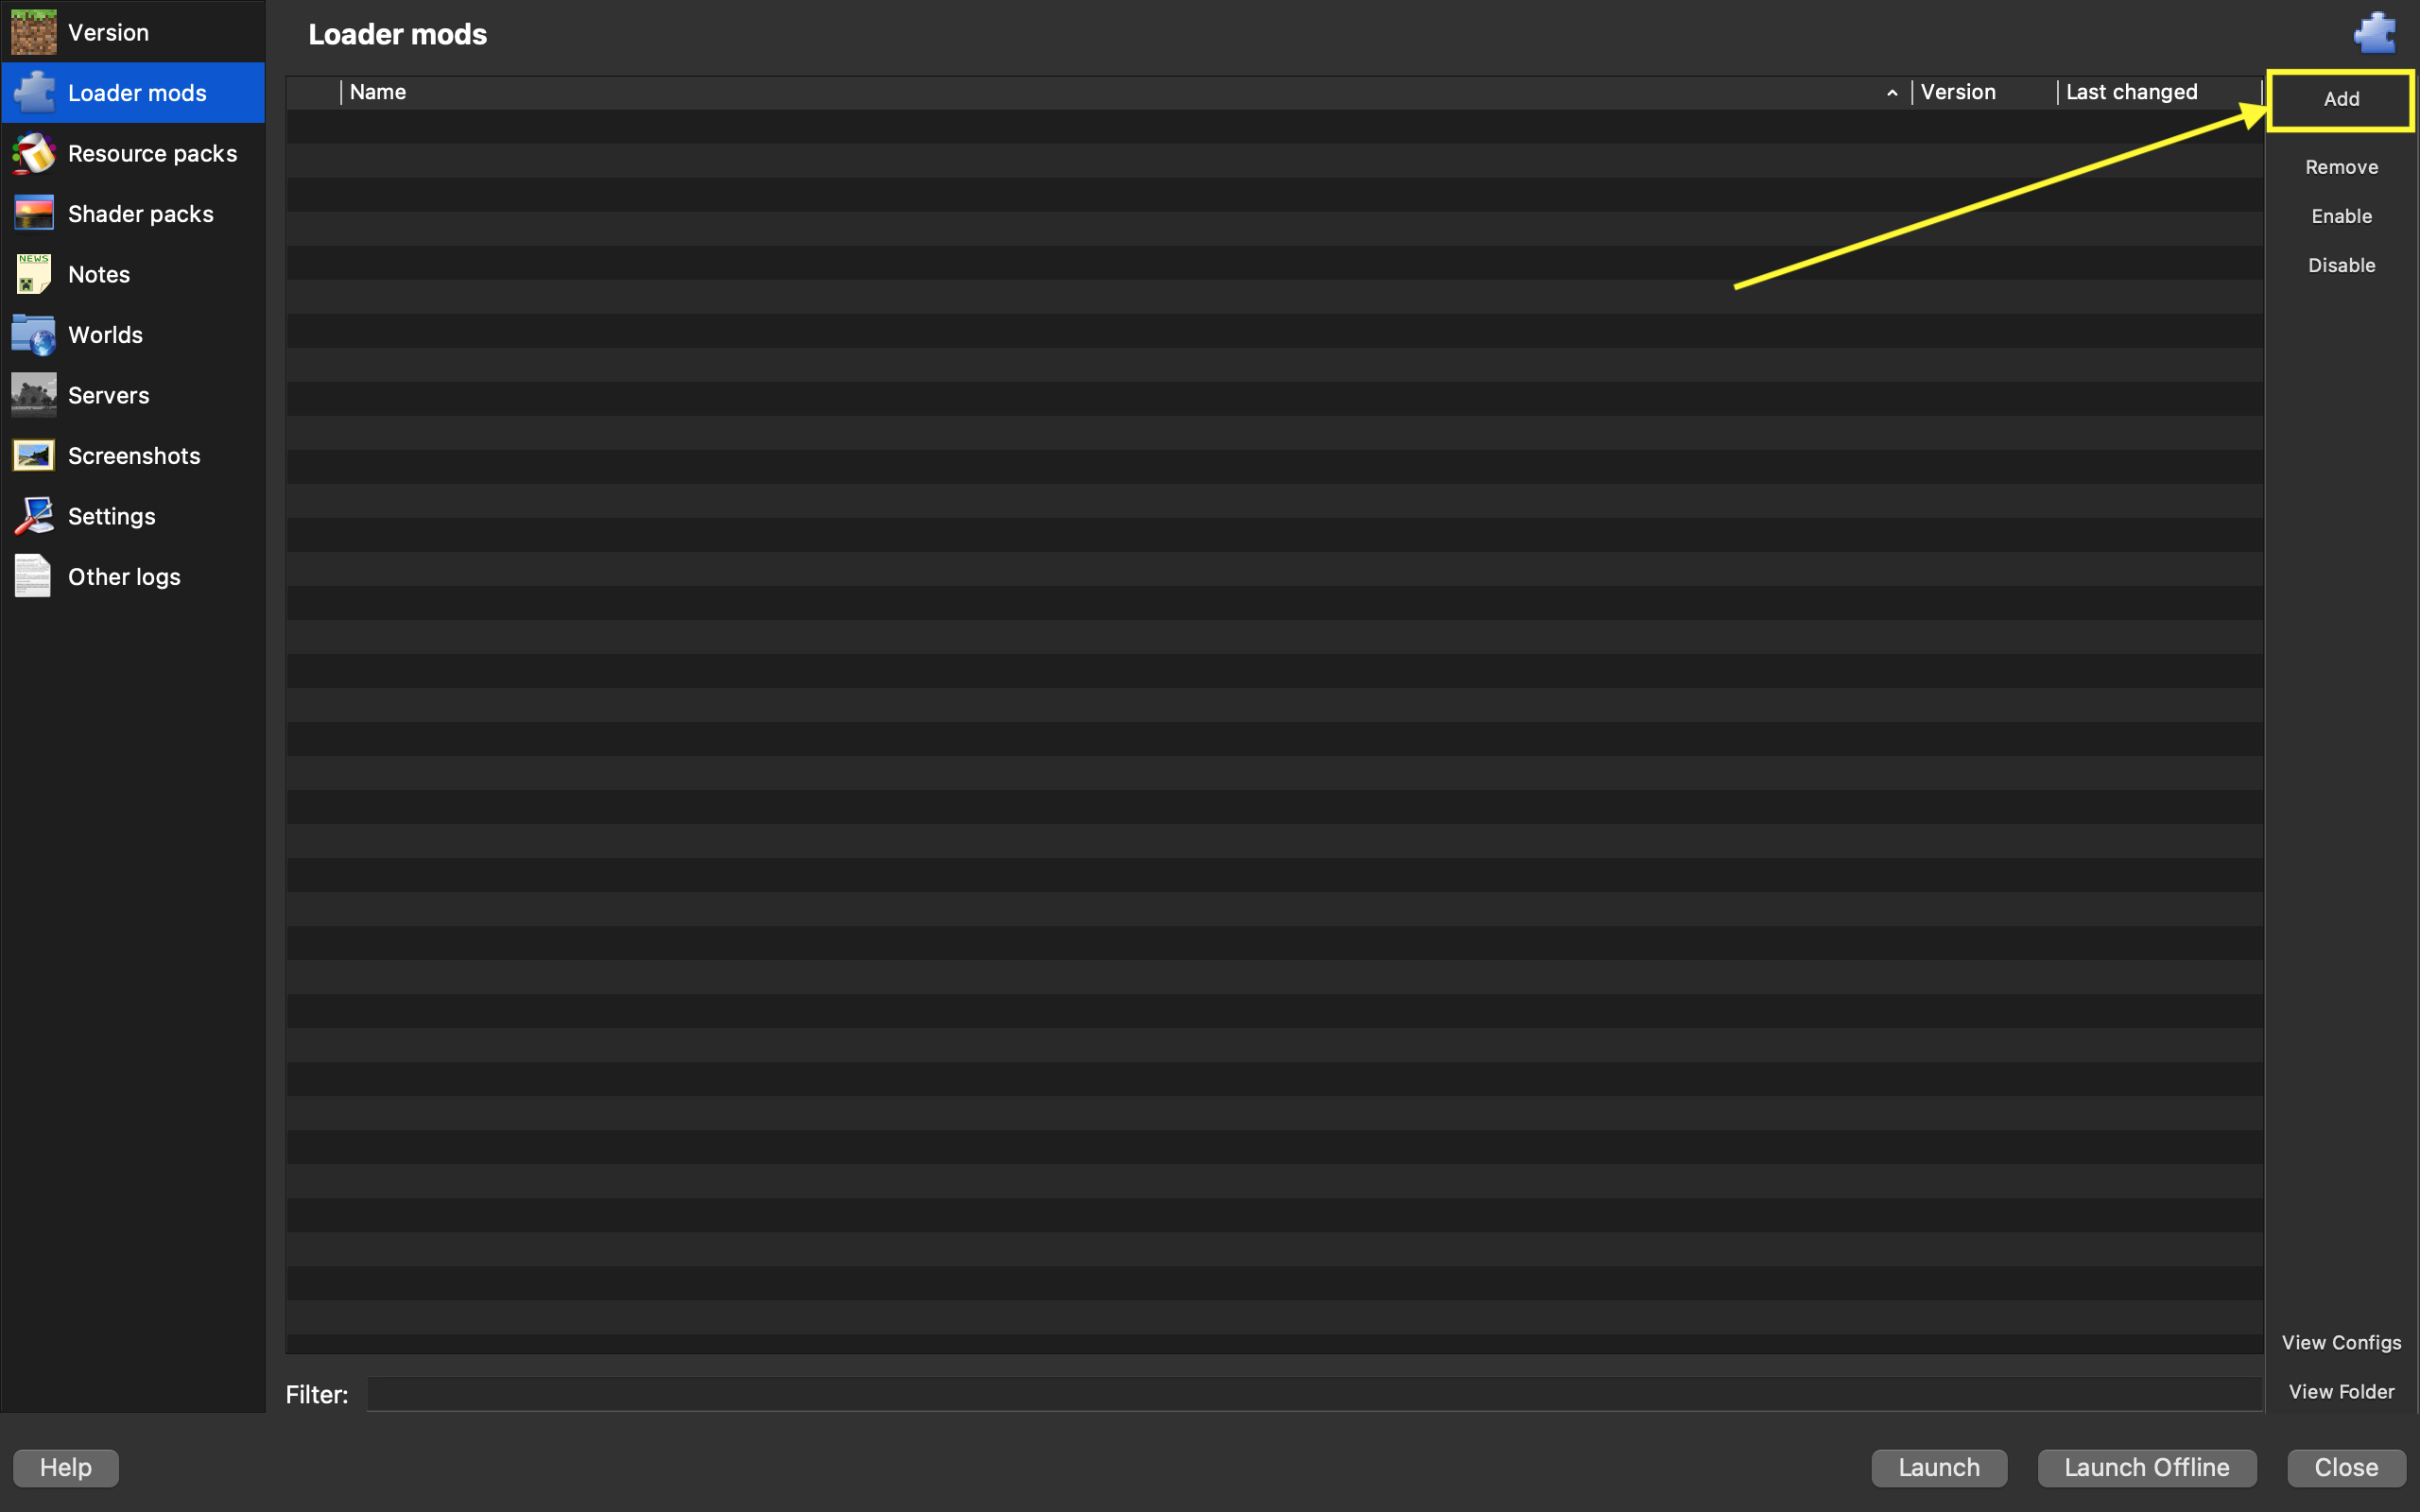 Version
Loader mods
Resource packs
Shader packs
NEWS
Notes
Worlds
Servers
Screenshots
Settings
Other logs
Loader mods
Name
Version
Last changed
Add
Remove
Enable
Disable
View Configs
View Folder
Filter:
Help
Launch
Launch Offline
Close